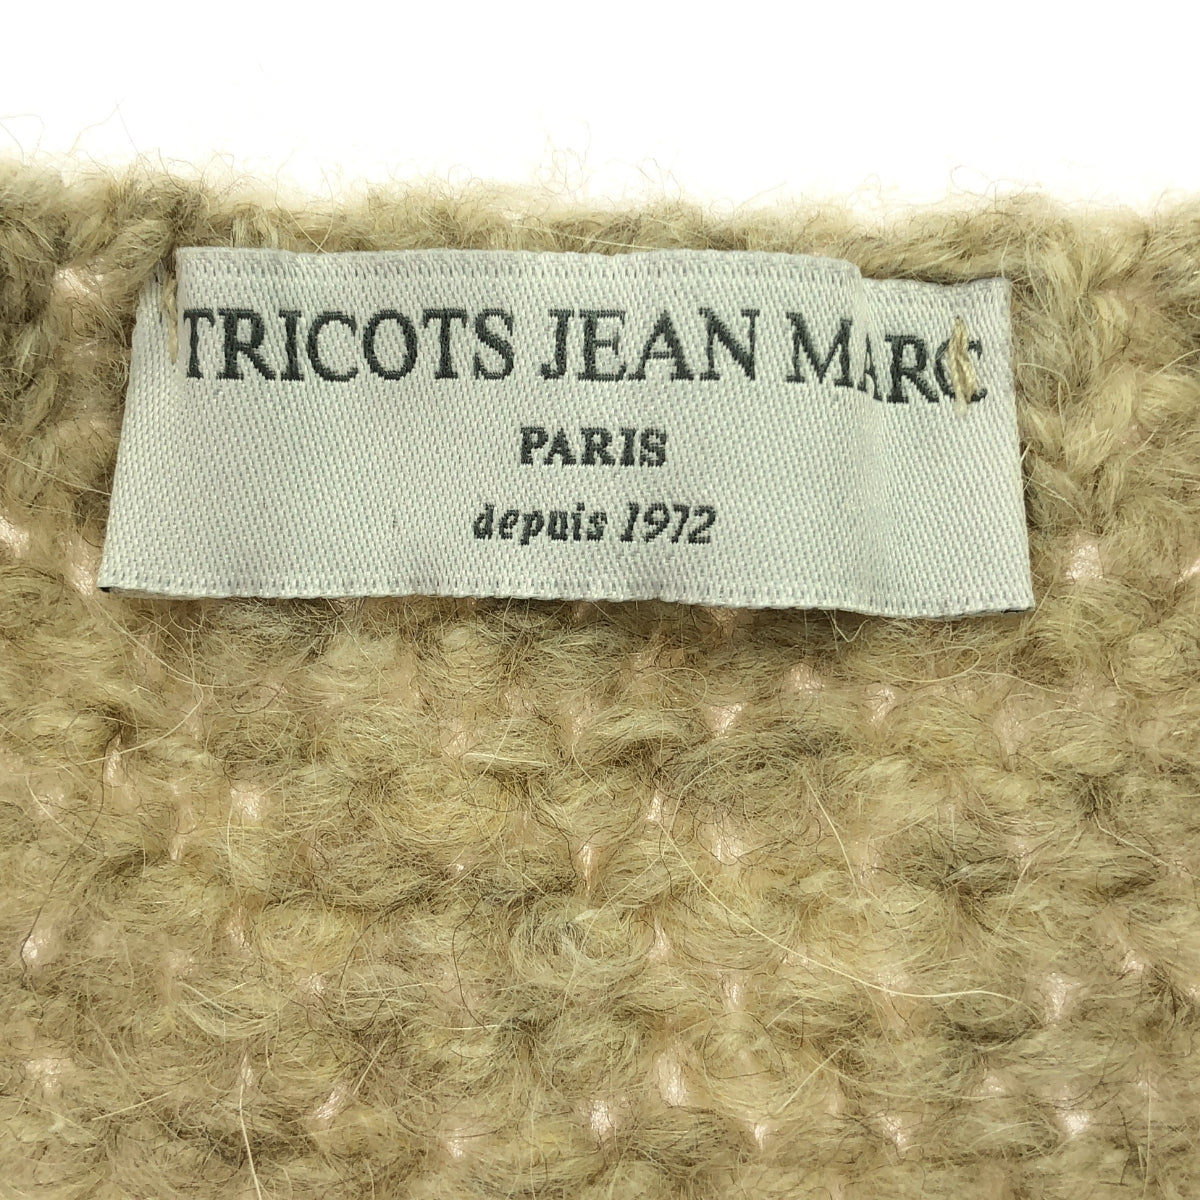 TRICOTS JEAN MARC
PARIS
depuis 1972